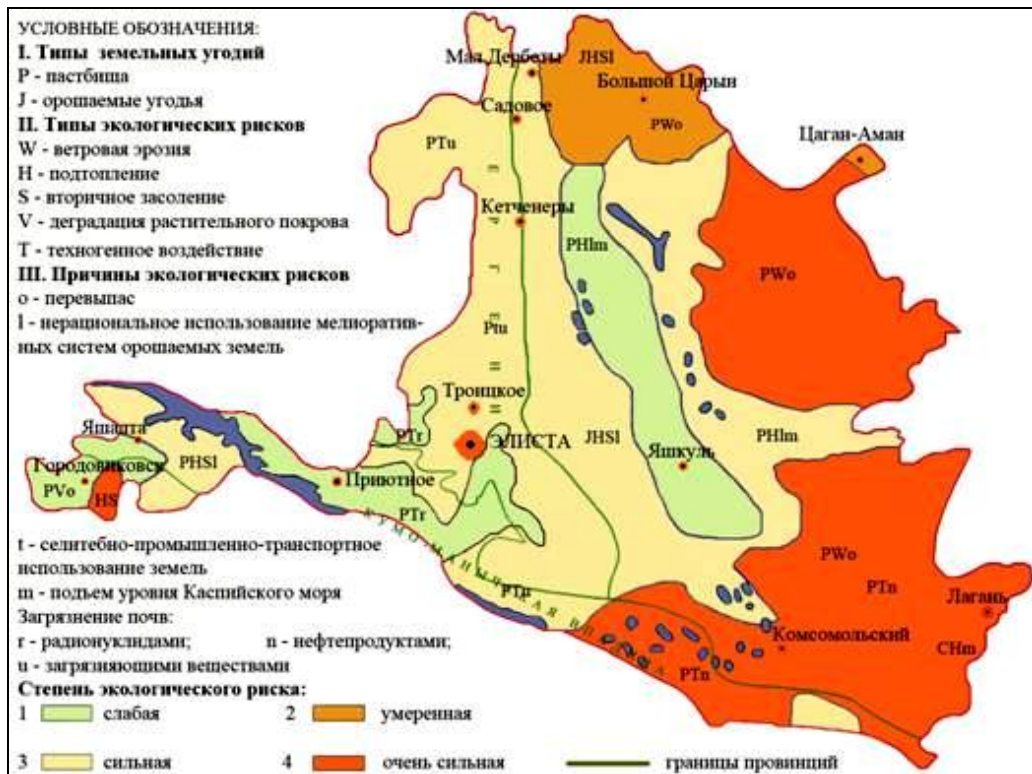 УСЛОВНЫЕ ОБОЗНАЧЕНИЯ:
I. Типы земельных угодий
P - пастбища
J - орошаемые угодья
II. Типы экологических рисков
W - ветровая эрозия
H - подтопление
S - вторичное засоление
V - деградация растительного покрова
T - техногенное воздействие
III. Причины экологических рисков
o - перевыпас
l - нерациональное использование мелиоратив-
ных систем орошаемых земель
Мал. Дербеты
JHSl
Большой Царын
Садовое
PWo
Цаган-Аман
PTu
Кетченеры
PHlm
PWo
Е Р Г Е Н И
Ptu
Троицкое
PTr
ЭЛИСТА
JHSl
PHlm
Яшалта
Яшкуль
Городовиковск
PHSl
PVo
HS
Приютное
PTr
КУМО-МАНЫЧСКАЯ ВПАДИНА
PTu
PWo
PTn
Лагань
Комсомольский
CHm
PTn
t - селитебно-промышленно-транспортное
использование земель
m - подъем уровня Каспийского моря
Загрязнение почв:
r - радионуклидами; n - нефтепродуктами;
u - загрязняющими веществами
Степень экологического риска:
1 слабая 2 умеренная
3 сильная 4 очень сильная границы провинций